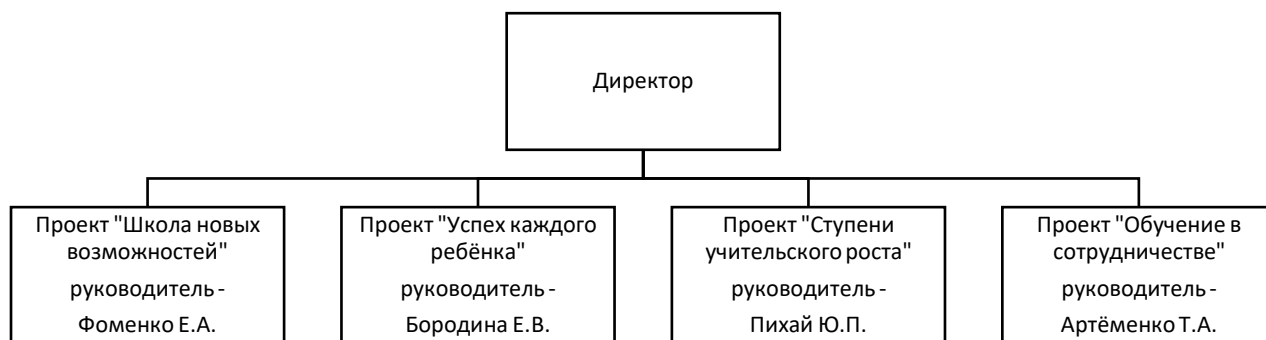 Директор
Проект "Школа новых
возможностей"
руководитель -
Фоменко Е.А.
Проект "Успех каждого
ребёнка"
руководитель -
Бородина Е.В.
Проект "Ступени
учительского роста"
руководитель -
Пихай Ю.П.
Проект "Обучение в
сотрудничестве"
руководитель -
Артёменко Т.А.